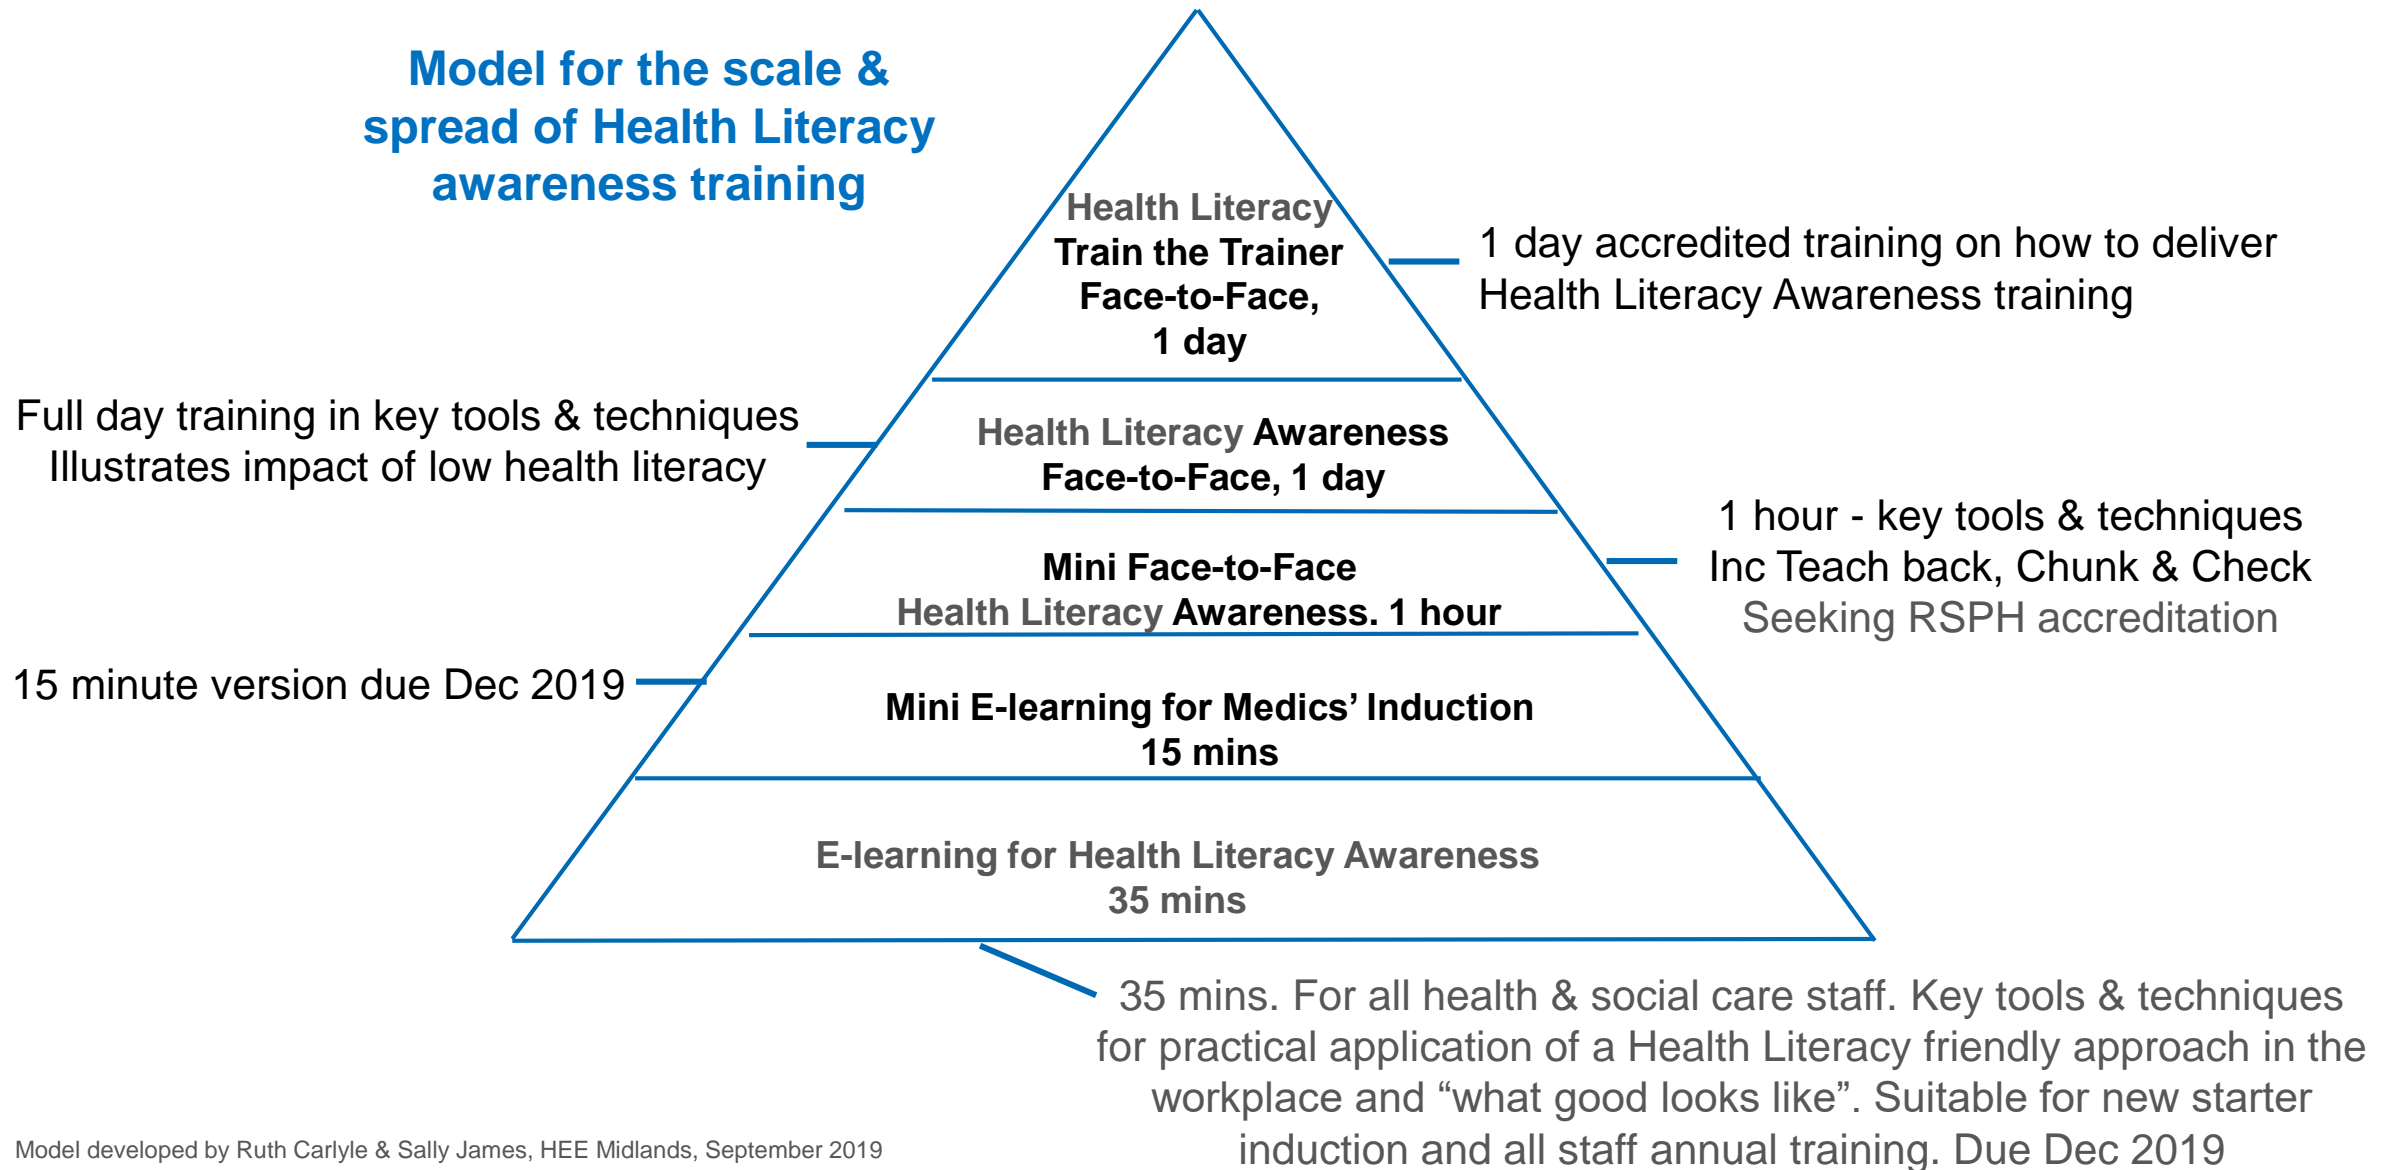 Model for the scale &
spread of Health Literacy
awareness training
Health Literacy
Train the Trainer
Face-to-Face,
1 day
1 day accredited training on how to deliver
Health Literacy Awareness training
Full day training in key tools & techniques
Illustrates impact of low health literacy
Health Literacy Awareness
Face-to-Face, 1 day
1 hour - key tools & techniques
Inc Teach back, Chunk & Check
Seeking RSPH accreditation
Mini Face-to-Face
Health Literacy Awareness. 1 hour
15 minute version due Dec 2019
Mini E-learning for Medics’ Induction
15 mins
E-learning for Health Literacy Awareness
35 mins
35 mins. For all health & social care staff. Key tools & techniques
for practical application of a Health Literacy friendly approach in the
workplace and “what good looks like”. Suitable for new starter
induction and all staff annual training. Due Dec 2019
Model developed by Ruth Carlyle & Sally James, HEE Midlands, September 2019